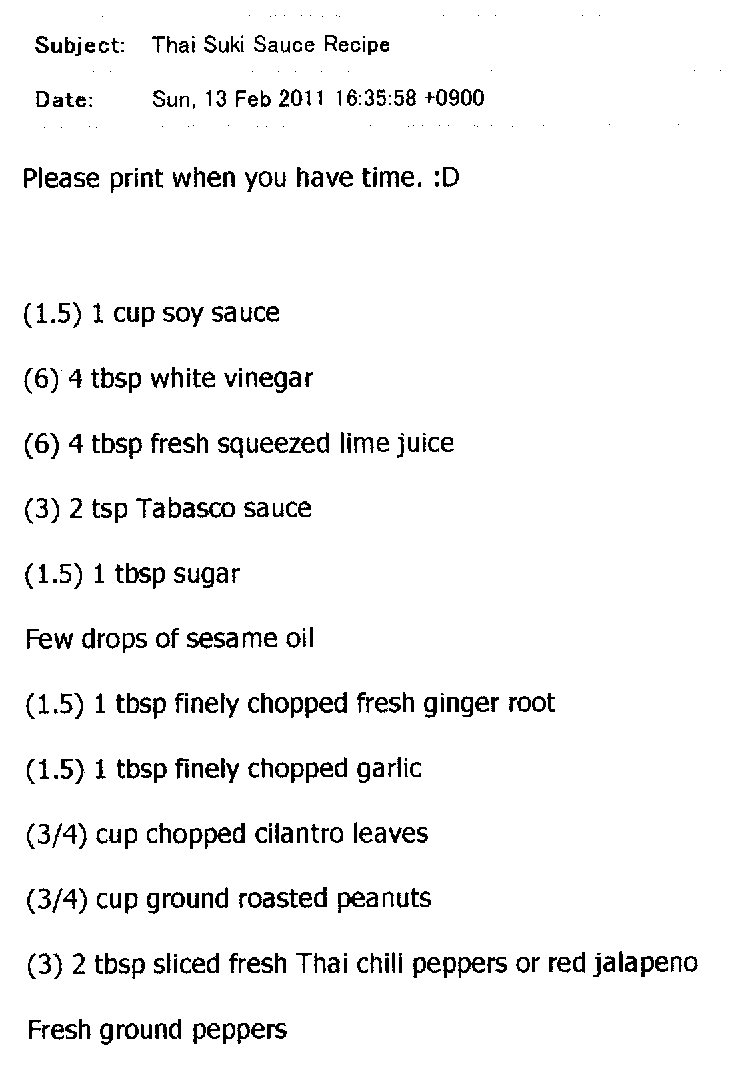 Subject: Thai Suki Sauce Recipe
Date: Sun, 13 Feb 2011 16:35:58 +0900
Please print when you have time. :D
(1.5) 1 cup soy sauce
(6) 4 tbsp white vinegar
(6) 4 tbsp fresh squeezed lime juice
(3) 2 tsp Tabasco sauce
(1.5) 1 tbsp sugar
Few drops of sesame oil
(1.5) 1 tbsp finely chopped fresh ginger root
(1.5) 1 tbsp finely chopped garlic
(3/4) cup chopped cilantro leaves
(3/4) cup ground roasted peanuts
(3) 2 tbsp sliced fresh Thai chili peppers or red jalapeno
Fresh ground peppers